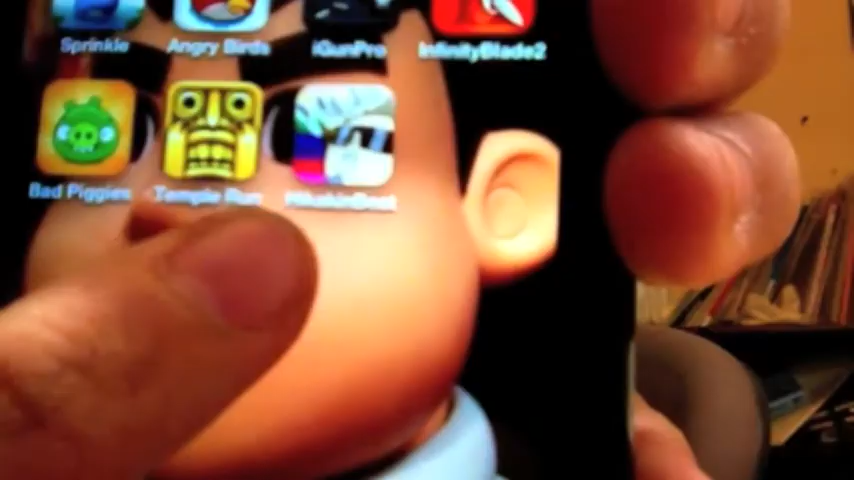 Sprinkle Angry Birds iGunPro InfinityBlade2
Bad Piggies Temple Run